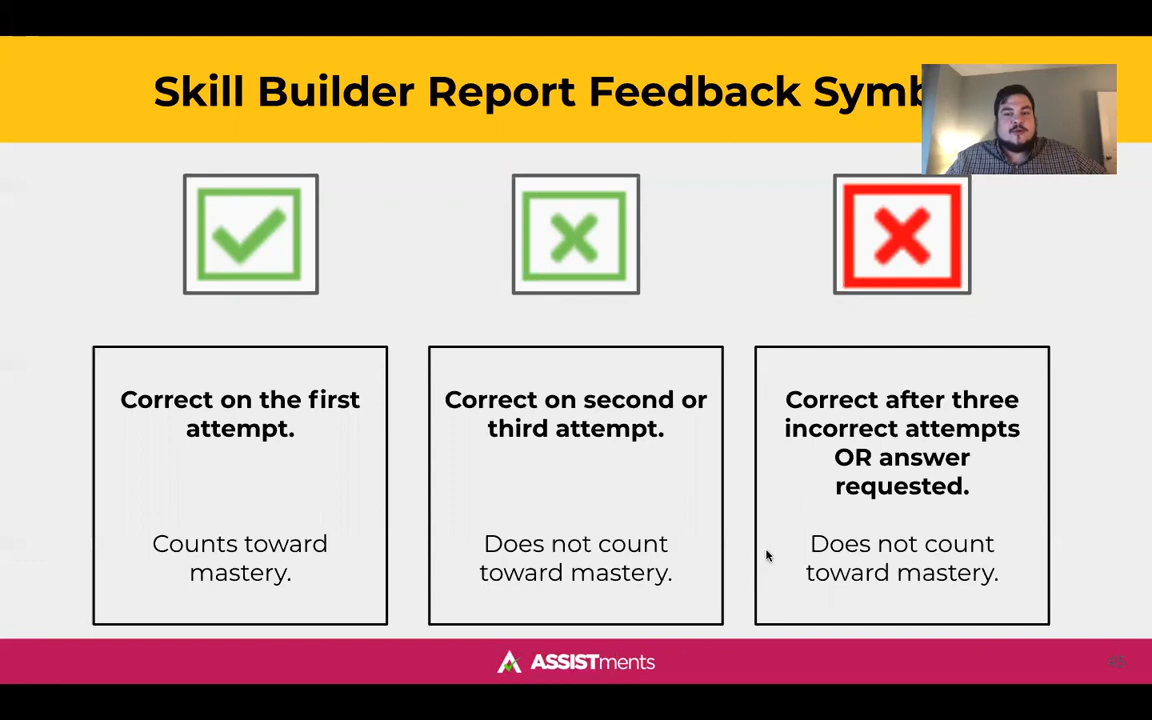 Skill Builder Report Feedback Symb
Correct on the first
attempt.
Counts toward
mastery.
Correct on second or
third attempt.
Does not count
toward mastery.
Correct after three
incorrect attempts
OR answer
requested.
Does not count
toward mastery.
ASSISTments